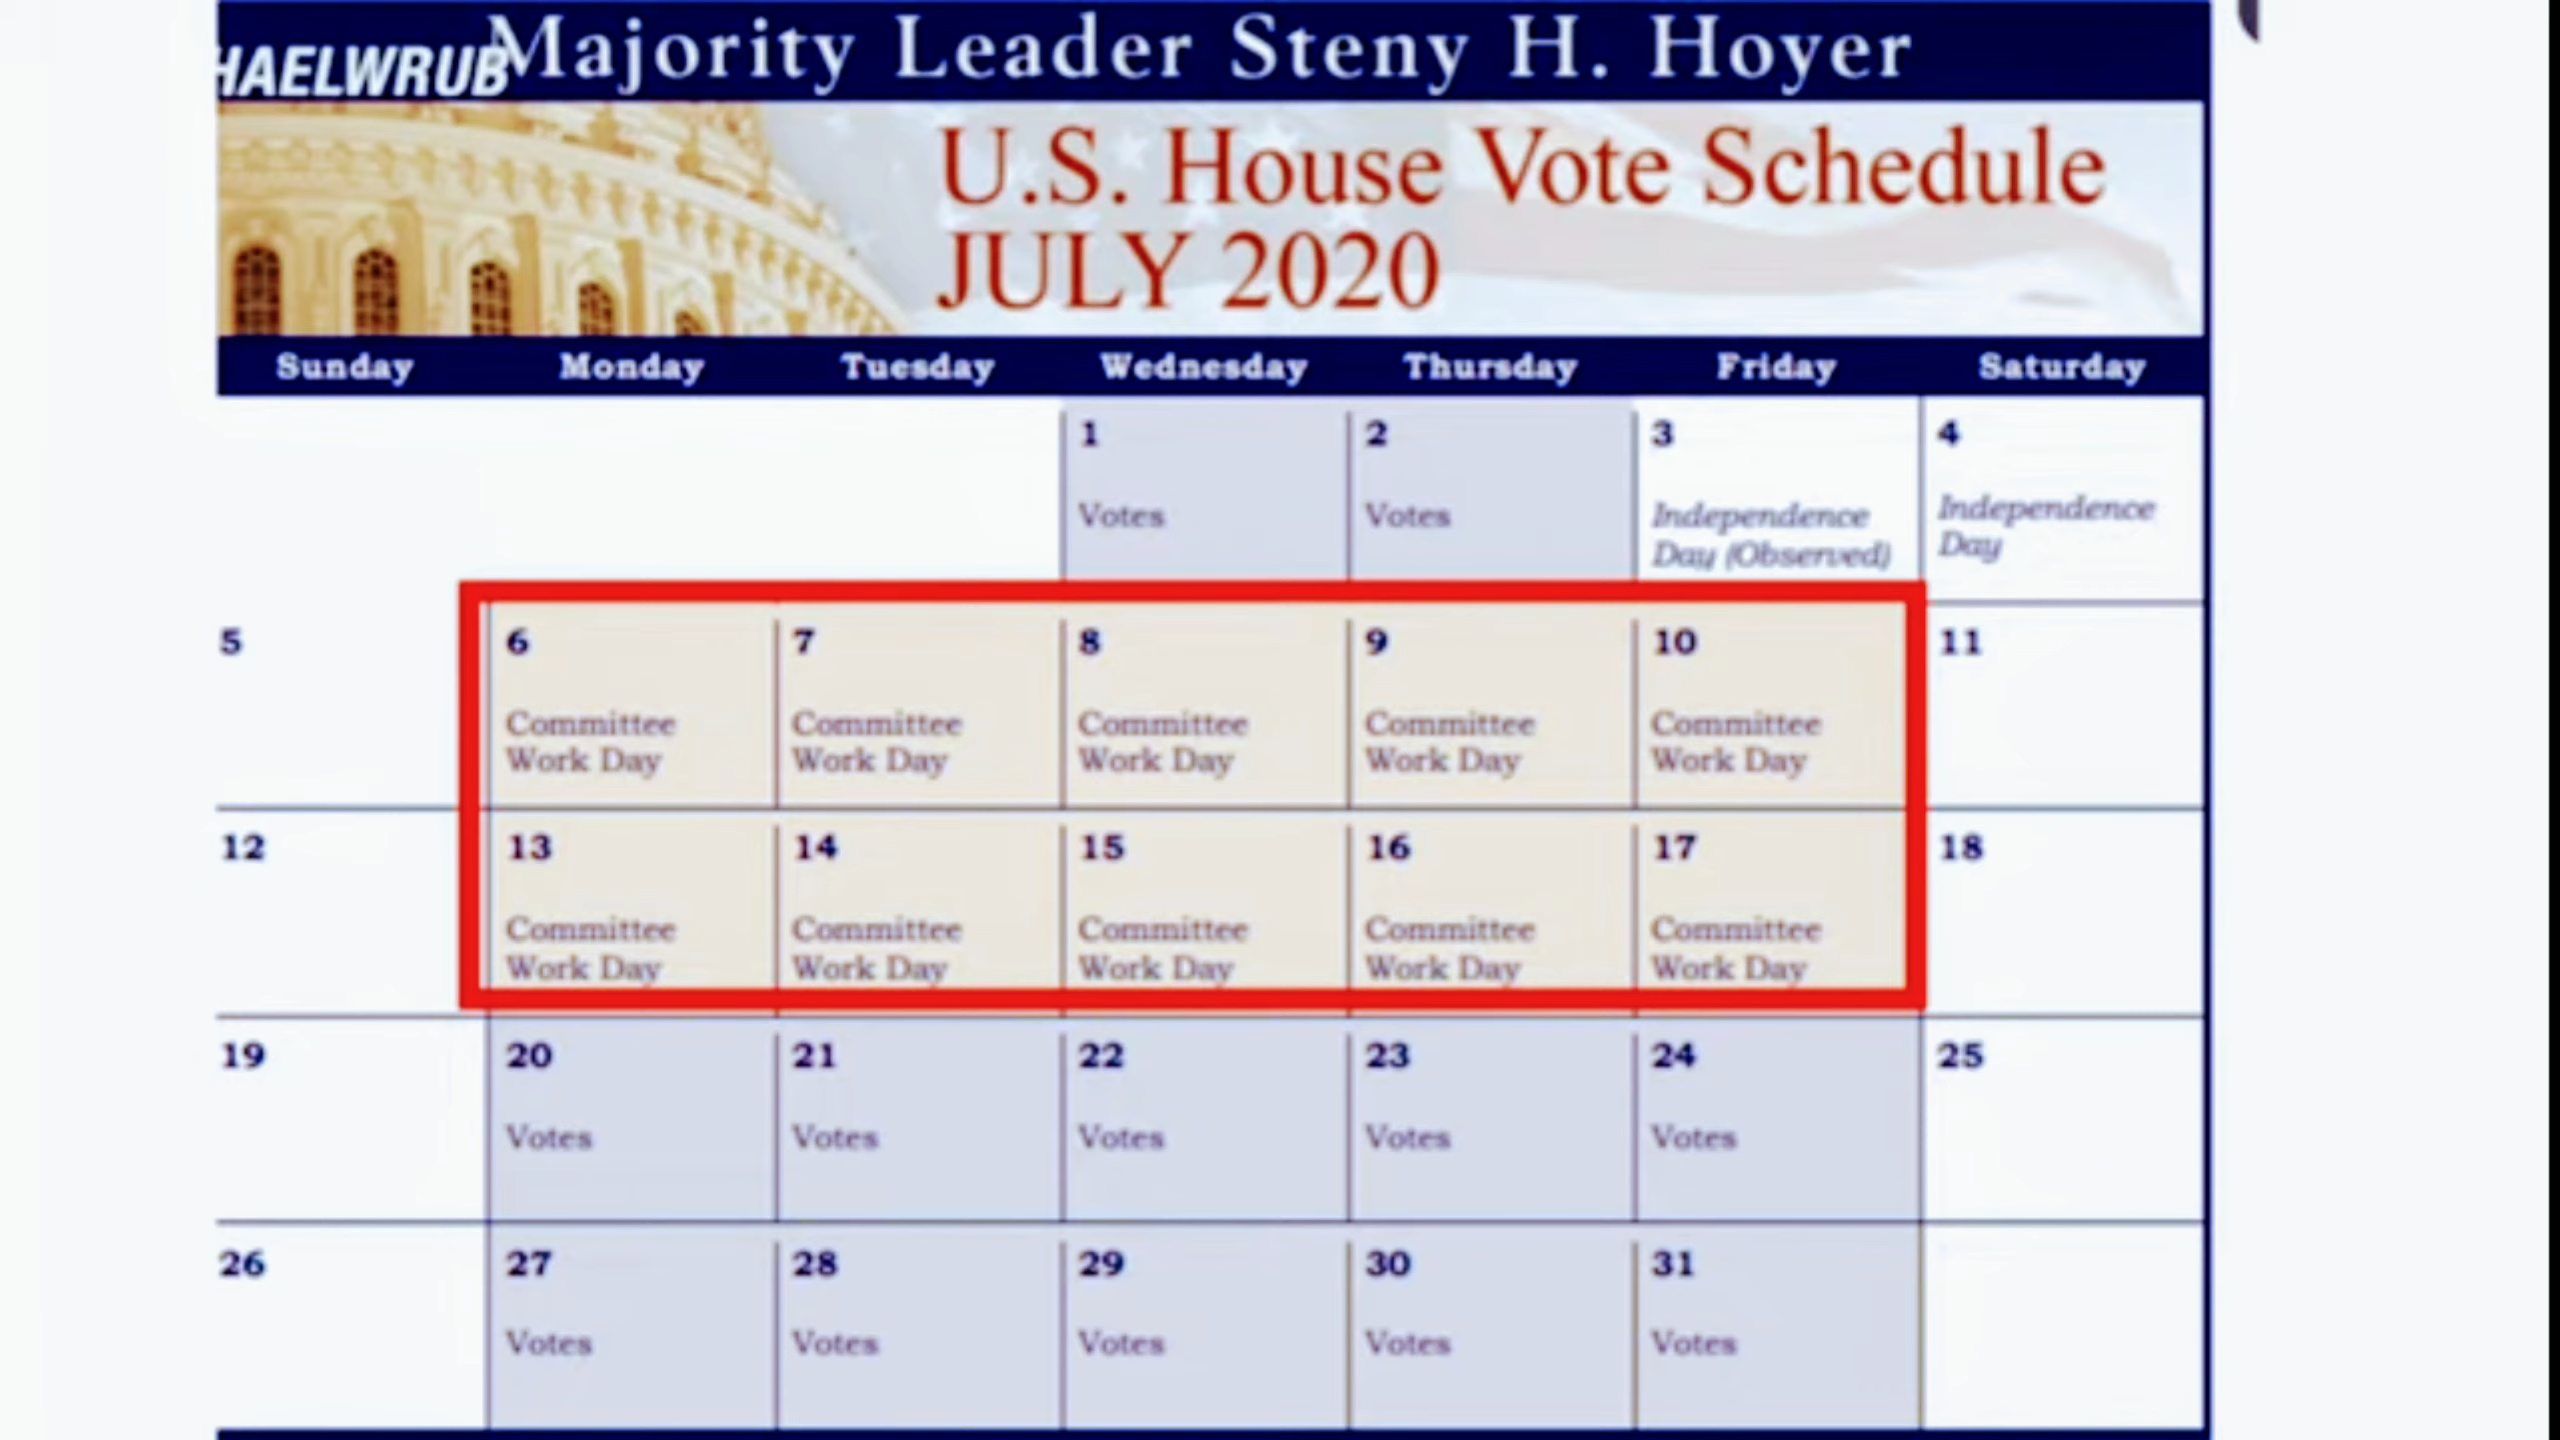 Majority Leader Steny H. Hoyer
HAELWRUB
U.S. House Vote Schedule
JULY 2020
Sunday Monday Tuesday Wednesday Thursday Friday Saturday
1 2 3 4
Votes Votes Independence Independence
Day (Observed) Day
5 6 7 8 9 10 11
Committee Committee Committee Committee Committee
Work Day Work Day Work Day Work Day Work Day
12 13 14 15 16 17 18
Committee Committee Committee Committee Committee
Work Day Work Day Work Day Work Day Work Day
19 20 21 22 23 24 25
Votes Votes Votes Votes Votes
26 27 28 29 30 31
Votes Votes Votes Votes Votes